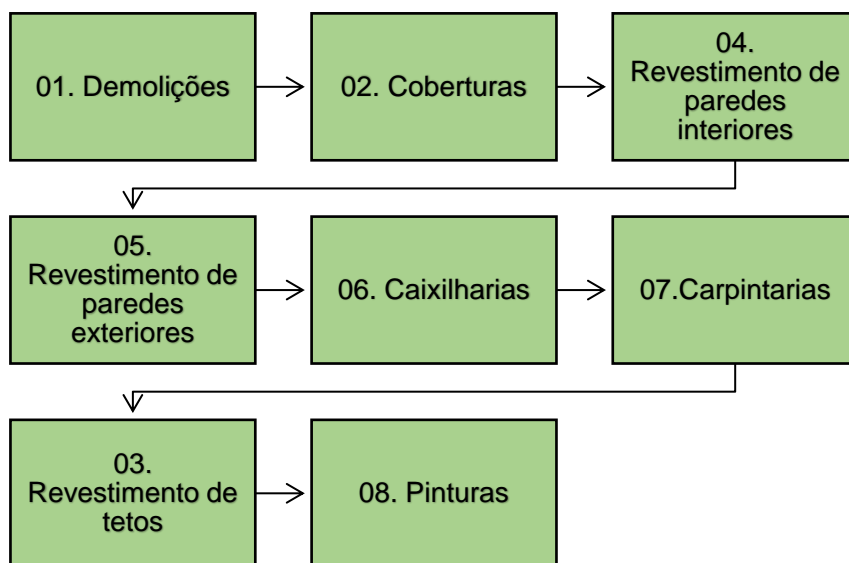 01. Demolições
02. Coberturas
04.
Revestimento de
paredes
interiores
05.
Revestimento de
paredes
exteriores
06. Caixilharias
07.Carpintarias
03.
Revestimento de
tetos
08. Pinturas